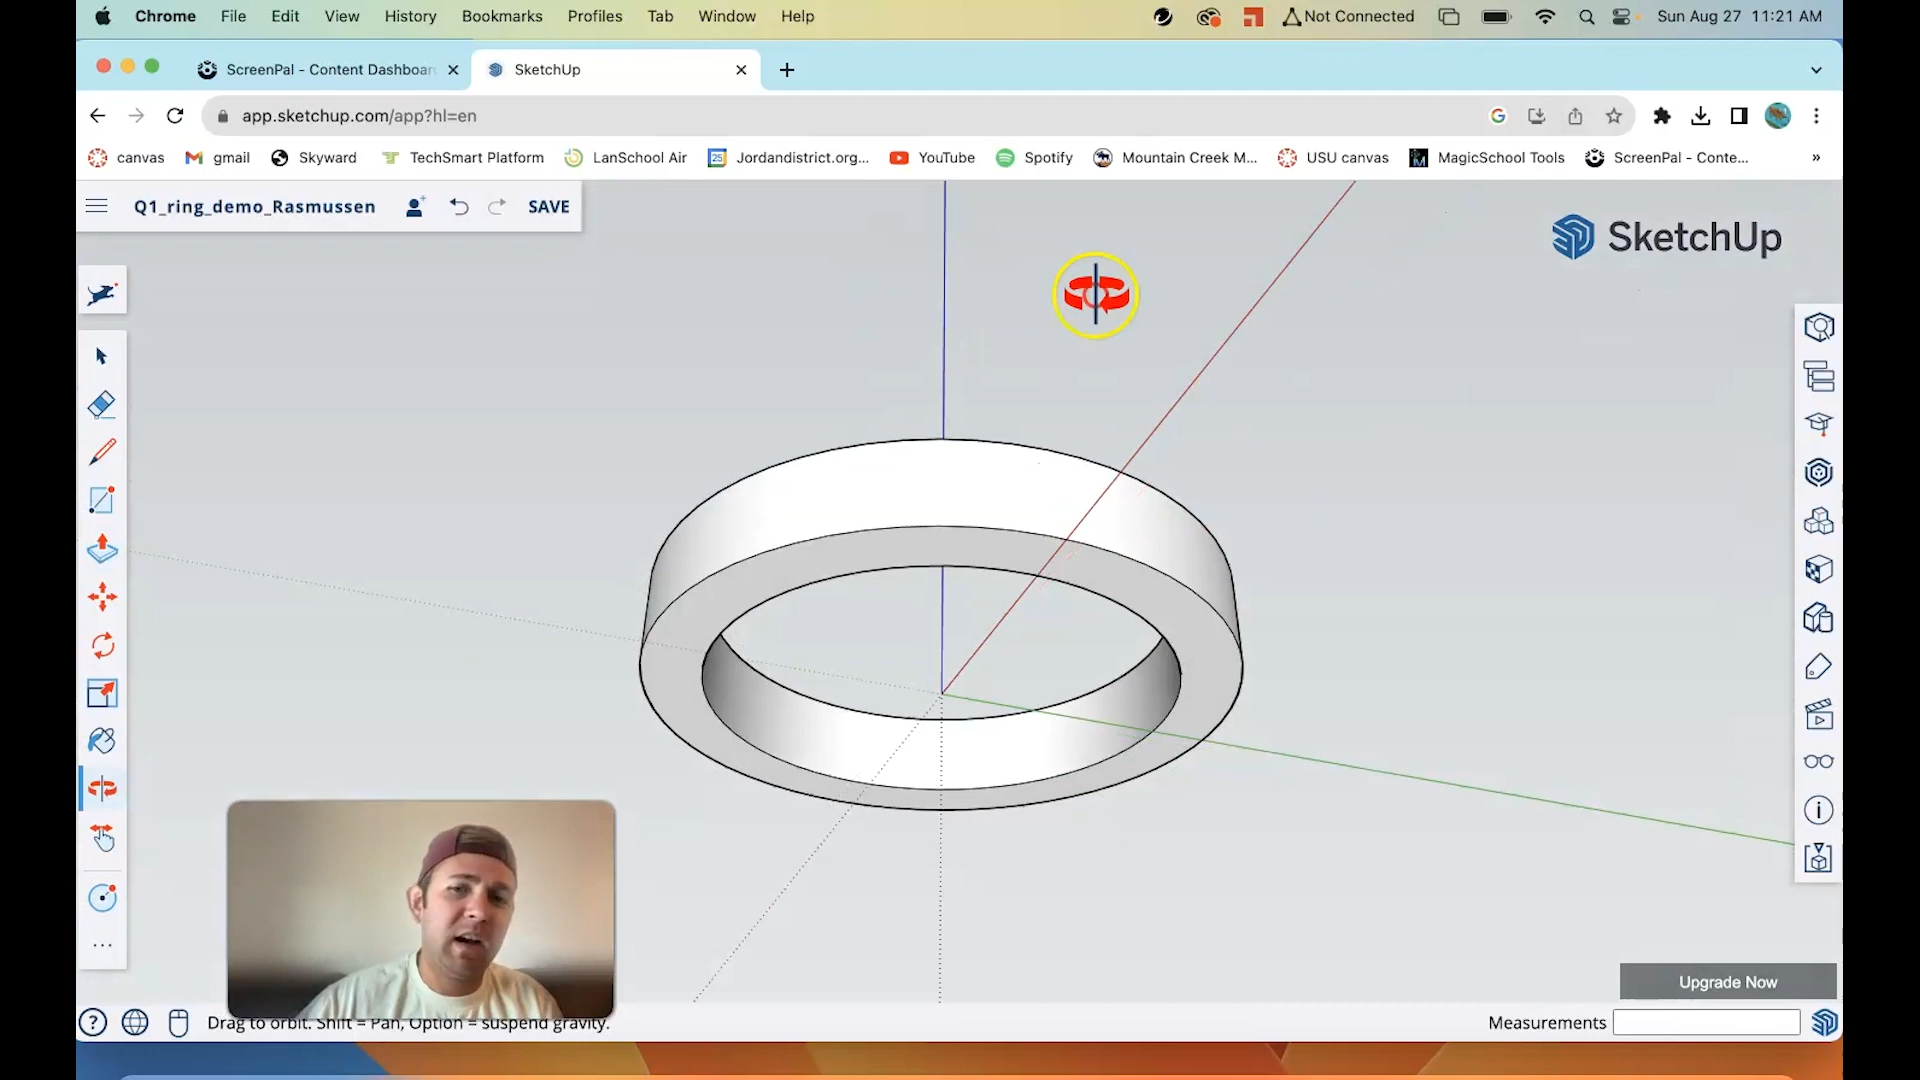 Chrome File Edit View History Bookmarks Profiles Tab Window Help Not Connected Sun Aug 27 11:21 AM
ScreenPal - Content Dashboar SketchUp
app.sketchup.com/app?hl=en
canvas gmail Skyward TechSmart Platform LanSchool Air Jordandistrict.org... YouTube Spotify Mountain Creek M... USU canvas MagicSchool Tools ScreenPal - Conte... »
Q1_ring_demo_Rasmussen SAVE
SketchUp
Upgrade Now
Drag to orbit. Shift = Pan, Option = suspend gravity. Measurements